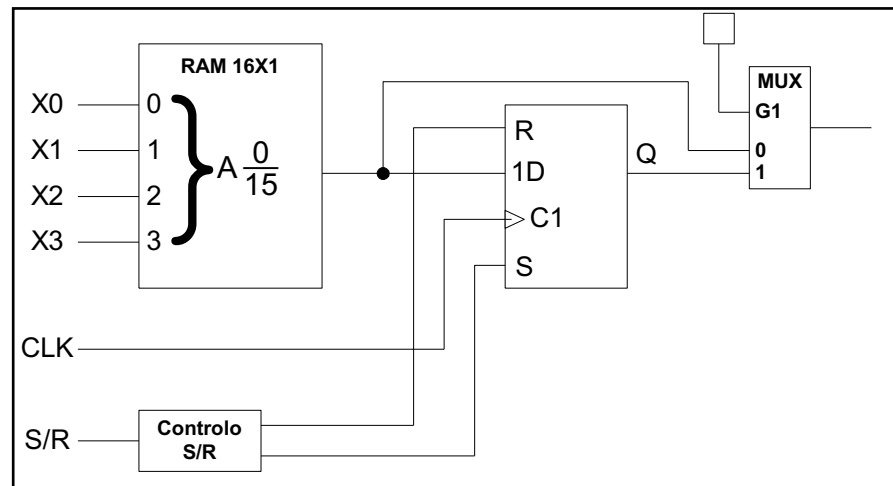 RAM 16X1
X0
X1
X2
X3
0
1
2
3
A 0/15
R
1D
C1
S
Q
MUX
G1
0
1
CLK
S/R
Controlo
S/R